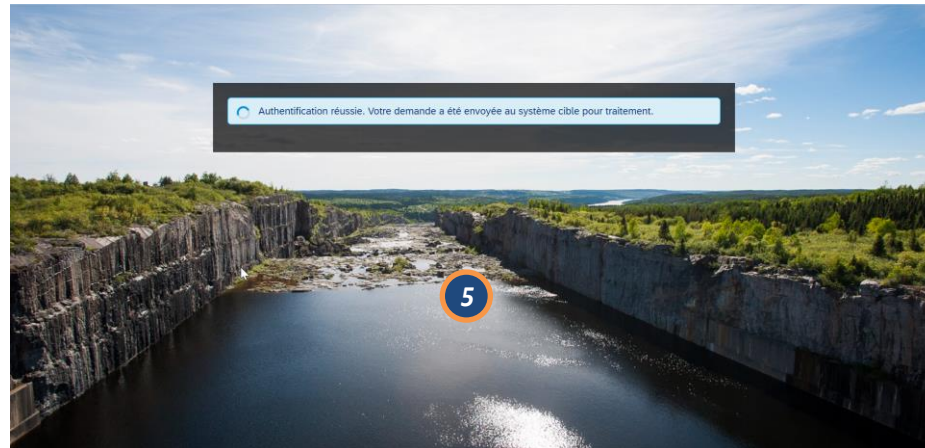 Authentification réussie. Votre demande a été envoyée au système cible pour traitement.
5